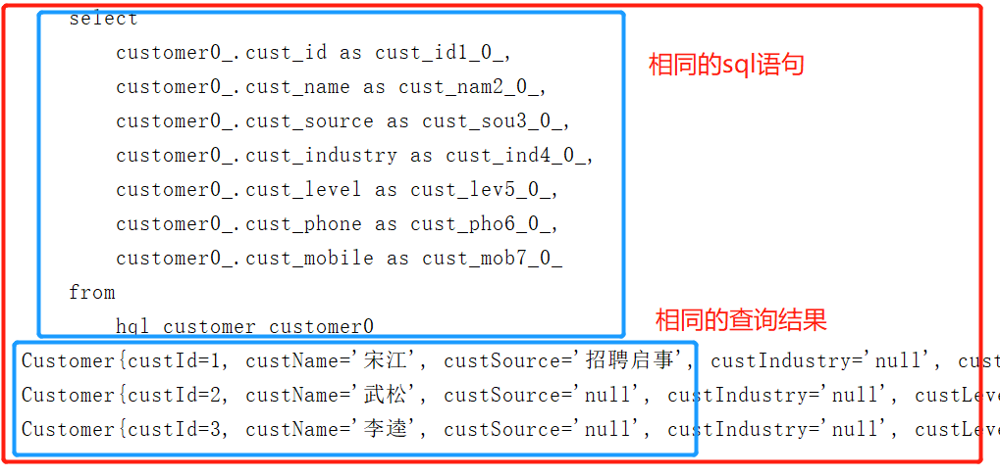 select
customer0_.cust_id as cust_id1_0_,
相同的sql语句
customer0_.cust_name as cust_nam2_0_,
customer0_.cust_source as cust_sou3_0_,
customer0_.cust_industry as cust_ind4_0_,
customer0_.cust_level as cust_lev5_0_,
customer0_.cust_phone as cust_pho6_0_,
customer0_.cust_mobile as cust_mob7_0_
from
相同的查询结果
hql_customer customer0_
Customer{custId=1, custName='宋江', custSource='招聘启事', custIndustry='null', cust
Customer{custId=2, custName='武松', custSource='null', custIndustry='null', custLeve
Customer{custId=3, custName='李逵', custSource='null', custIndustry='null', custLeve